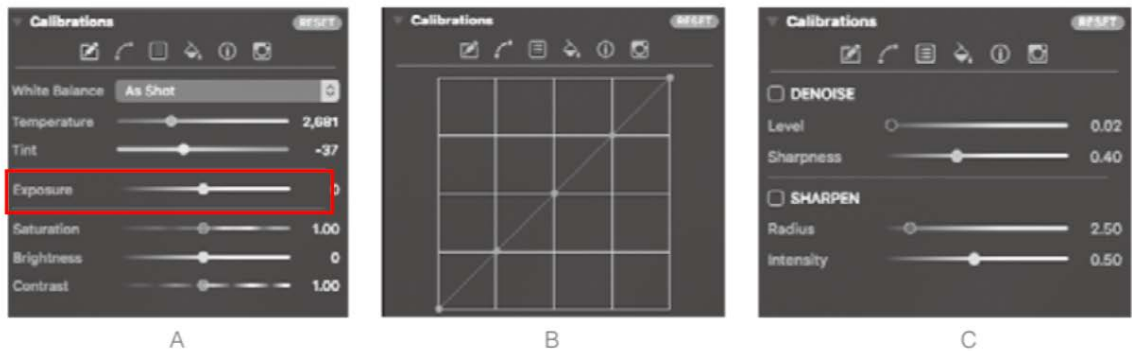 Calibrations RESET
White Balance As Shot
Temperature 2,681
Tint -37
Exposure 0
Saturation 1.00
Brightness 0
Contrast 1.00
A
Calibrations RESET
B
Calibrations RESET
DENOISE
Level 0.02
Sharpness 0.40
SHARPEN
Radius 2.50
Intensity 0.50
C